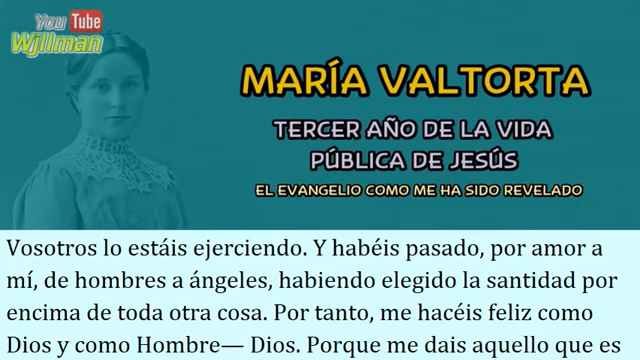 You Tube
Wjllman
MARÍA VALTORTA
TERCER AÑO DE LA VIDA
PÚBLICA DE JESÚS
EL EVANGELIO COMO ME HA SIDO REVELADO
Vosotros lo estáis ejerciendo. Y habéis pasado, por amor a
mí, de hombres a ángeles, habiendo elegido la santidad por
encima de toda otra cosa. Por tanto, me hacéis feliz como
Dios y como Hombre— Dios. Porque me dais aquello que es